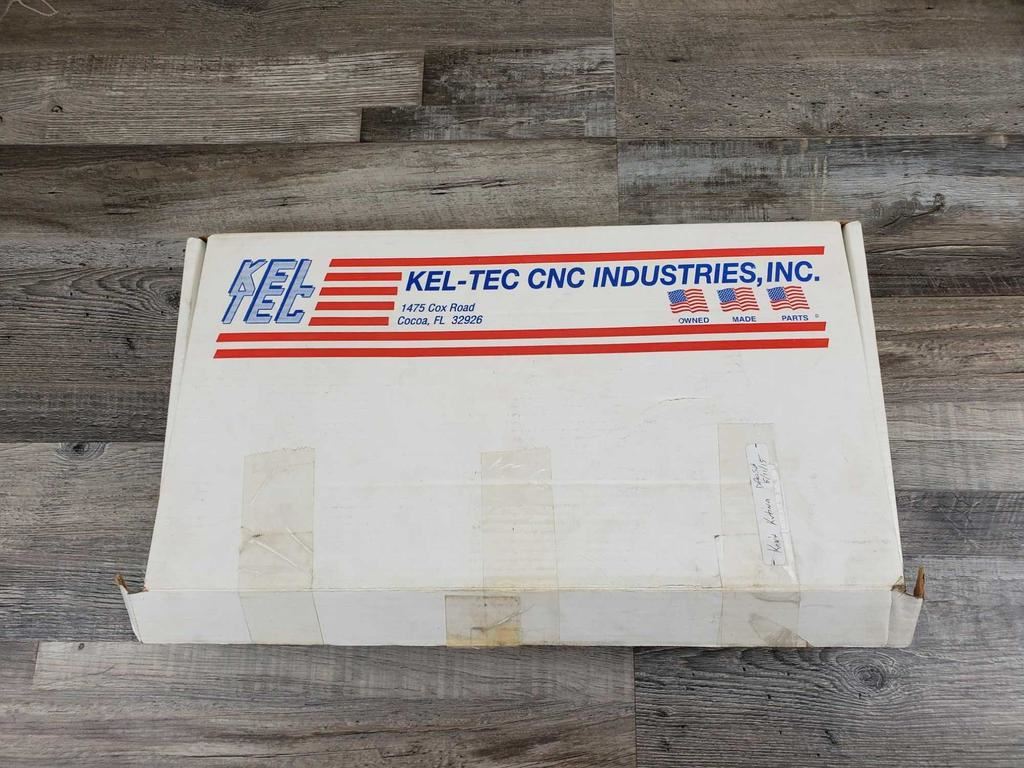 KEL
TEC
KEL-TEC CNC INDUSTRIES, INC.
1475 Cox Road
Cocoa, FL 32926
OWNED MADE PARTS